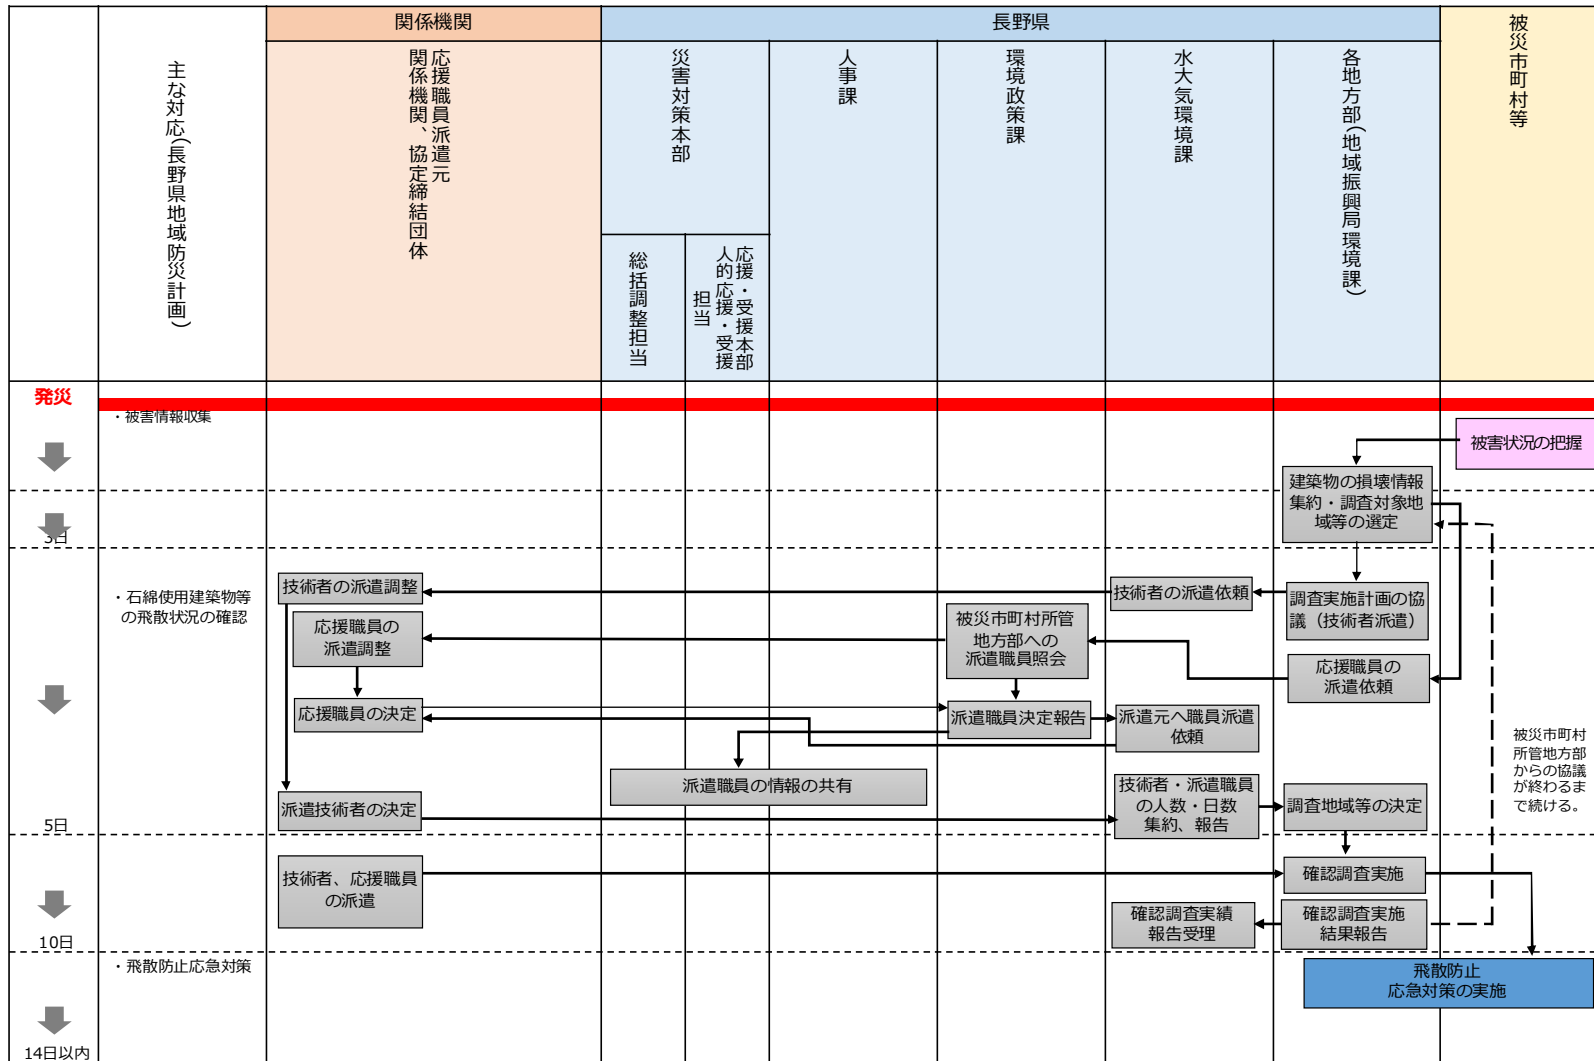 関係機関
長野県
主な対応(長野県地域防災計画)
応援職員派遣元
関係機関、協定締結団体
災害対策本部
人事課
環境政策課
水大気環境課
各地方部(地域振興局環境課)
被災市町村等
総括調整担当
応援・受援本部
人的応援・受援
担当
発災
・被害情報収集
被害状況の把握
建築物の損壊情報
集約・調査対象地
域等の選定
3日
・石綿使用建築物等
の飛散状況の確認
技術者の派遣調整
技術者の派遣依頼
調査実施計画の協
議（技術者派遣）
応援職員の
派遣調整
被災市町村所管
地方部への
派遣職員照会
応援職員の
派遣依頼
応援職員の決定
派遣職員決定報告
派遣元へ職員派遣
依頼
被災市町村
所管地方部
からの協議
が終わるま
で続ける。
派遣職員の情報の共有
派遣技術者の決定
技術者・派遣職員
の人数・日数
集約、報告
調査地域等の決定
5日
技術者、応援職員
の派遣
確認調査実施
確認調査実績
報告受理
確認調査実施
結果報告
10日
・飛散防止応急対策
飛散防止
応急対策の実施
14日以内